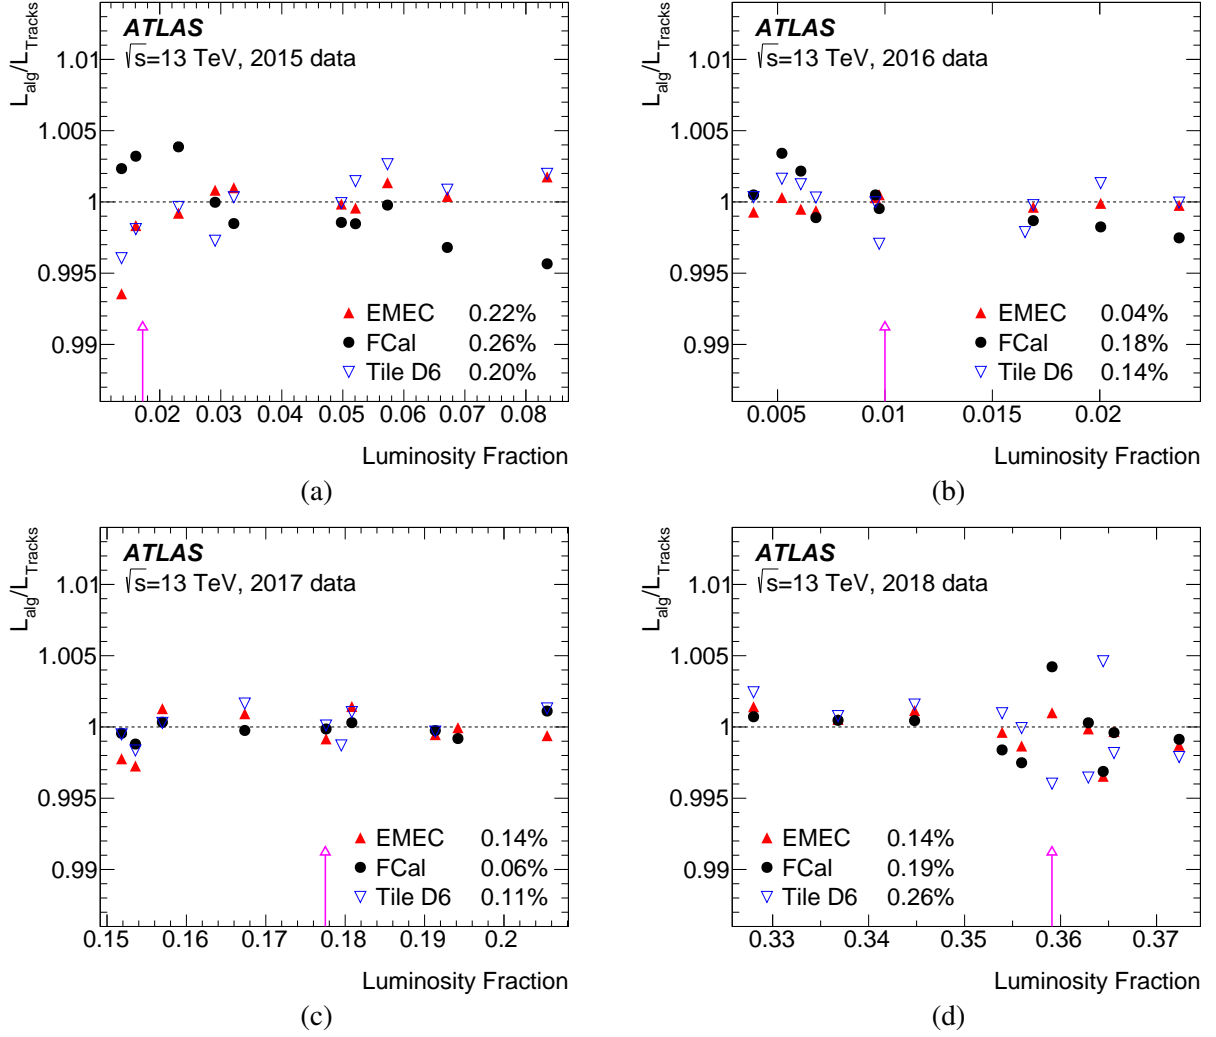 L_alg/L_Tracks
ATLAS
√s=13 TeV, 2015 data
1.01
1.005
1
0.995
0.99
EMEC 0.22%
FCal 0.26%
Tile D6 0.20%
0.02 0.03 0.04 0.05 0.06 0.07 0.08
Luminosity Fraction
(a)
L_alg/L_Tracks
ATLAS
√s=13 TeV, 2016 data
1.01
1.005
1
0.995
0.99
EMEC 0.04%
FCal 0.18%
Tile D6 0.14%
0.005 0.01 0.015 0.02
Luminosity Fraction
(b)
L_alg/L_Tracks
ATLAS
√s=13 TeV, 2017 data
1.01
1.005
1
0.995
0.99
EMEC 0.14%
FCal 0.06%
Tile D6 0.11%
0.15 0.16 0.17 0.18 0.19 0.2
Luminosity Fraction
(c)
L_alg/L_Tracks
ATLAS
√s=13 TeV, 2018 data
1.01
1.005
1
0.995
0.99
EMEC 0.14%
FCal 0.19%
Tile D6 0.26%
0.33 0.34 0.35 0.36 0.37
Luminosity Fraction
(d)